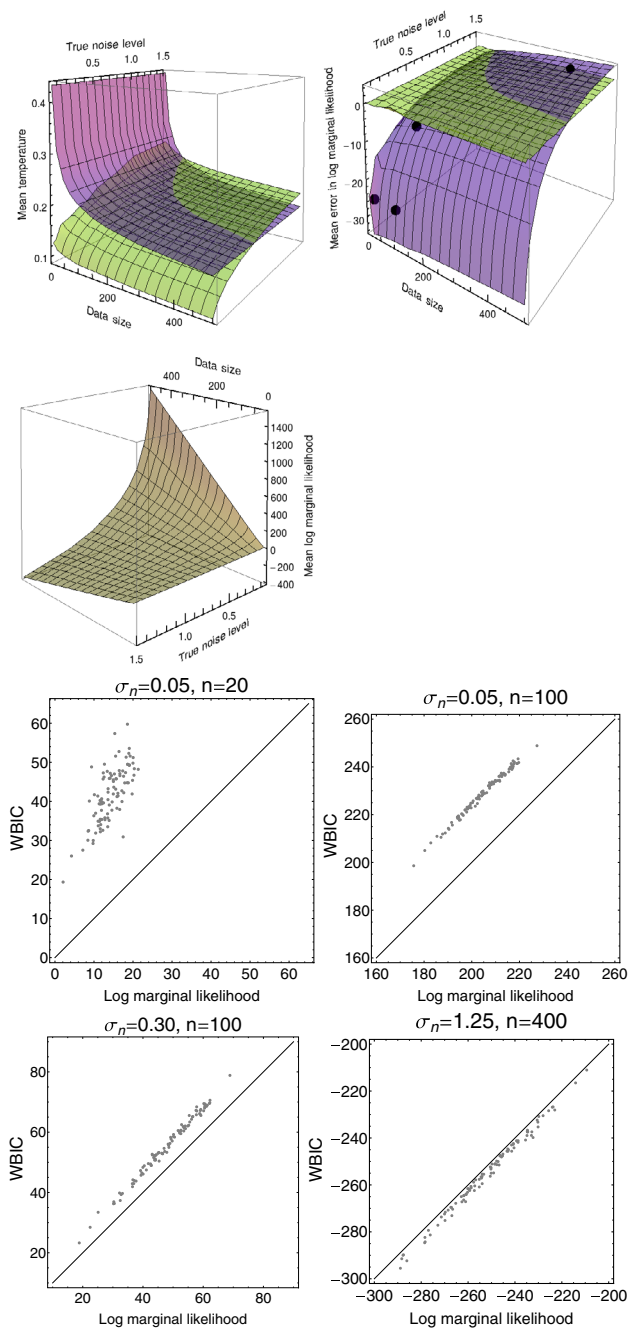 True noise level
0.5 1.0 1.5
0.4
0.3
0.2
0.1
Mean temperature
0 200 400
Data size
True noise level
0.5 1.0 1.5
0
−10
−20
−30
Mean error in log marginal likelihood
0 200 400
Data size
Data size
400 200 0
1400
1200
1000
800
600
400
200
0
−200
−400
Mean log marginal likelihood
1.5 1.0 0.5
True noise level
σn=0.05, n=20
60
50
40
30
20
10
0
WBIC
0 10 20 30 40 50 60
Log marginal likelihood
σn=0.05, n=100
260
240
220
200
180
160
WBIC
160 180 200 220 240 260
Log marginal likelihood
σn=0.30, n=100
80
60
40
20
WBIC
20 40 60 80
Log marginal likelihood
σn=1.25, n=400
−200
−220
−240
−260
−280
−300
WBIC
−300 −280 −260 −240 −220 −200
Log marginal likelihood